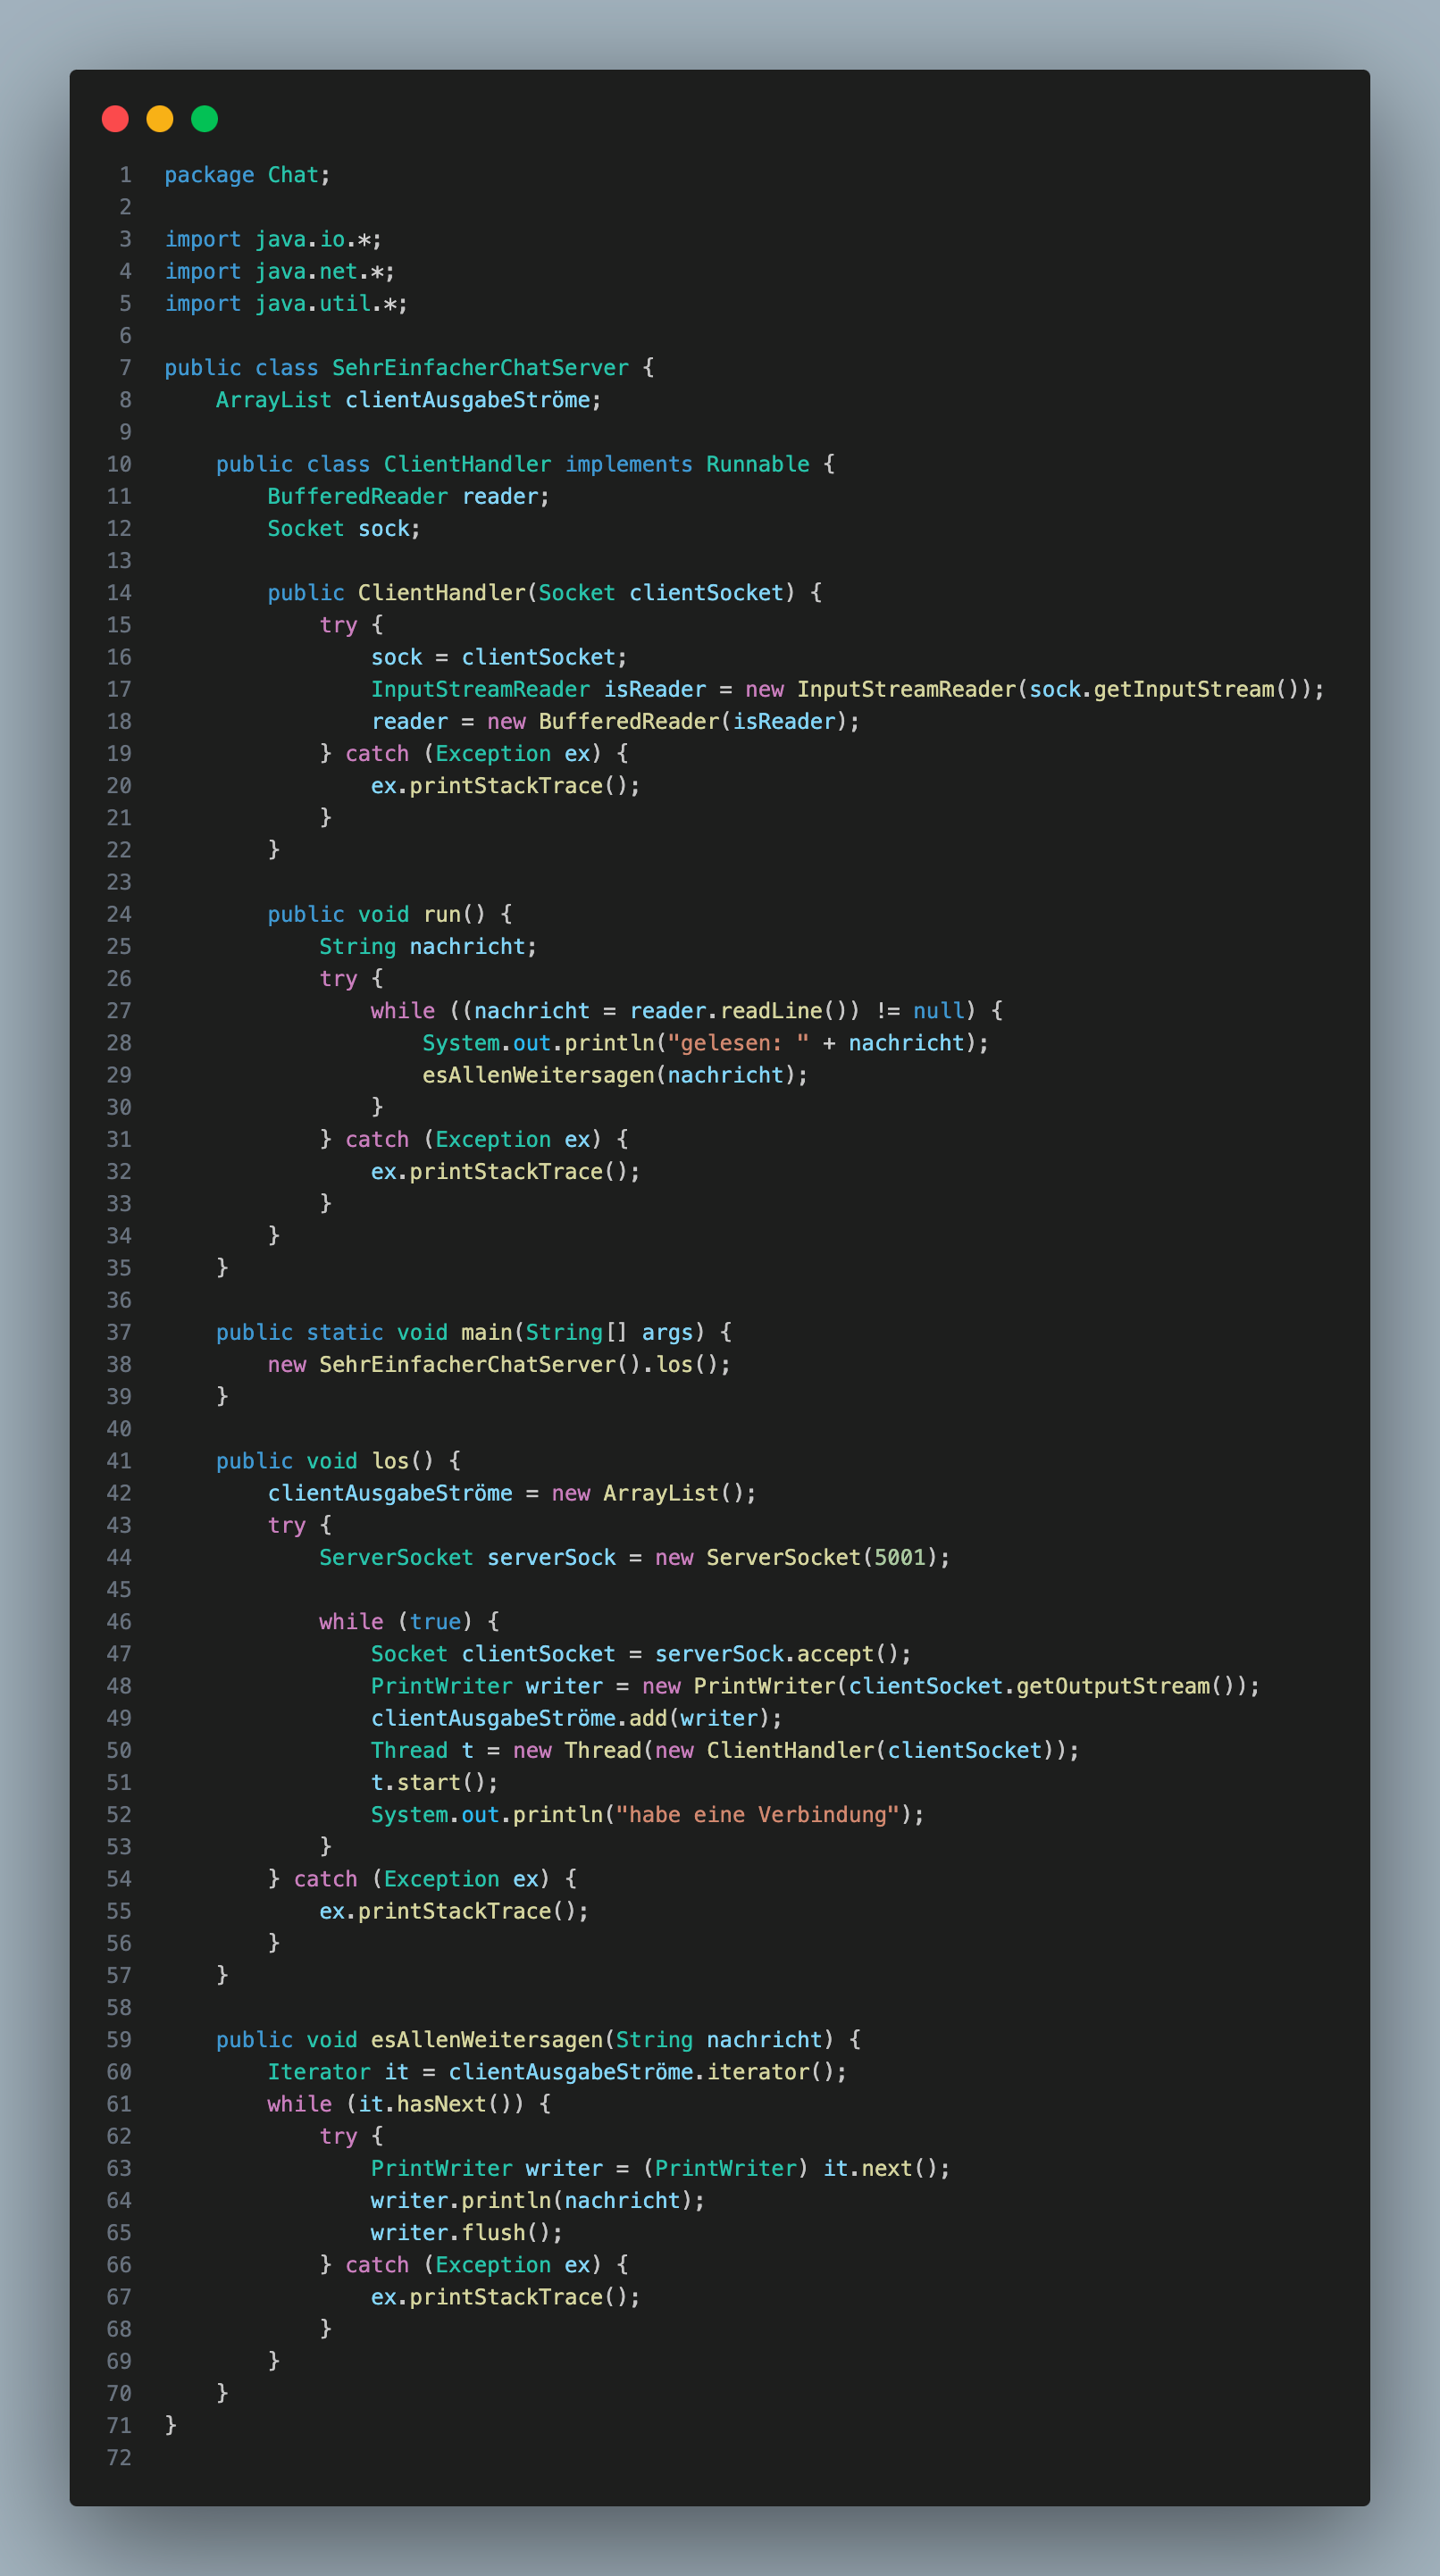 1 package Chat;
2
3 import java.io.*;
4 import java.net.*;
5 import java.util.*;
6
7 public class SehrEinfacherChatServer {
8     ArrayList clientAusgabeStröme;
9
10     public class ClientHandler implements Runnable {
11         BufferedReader reader;
12         Socket sock;
13
14         public ClientHandler(Socket clientSocket) {
15             try {
16                 sock = clientSocket;
17                 InputStreamReader isReader = new InputStreamReader(sock.getInputStream());
18                 reader = new BufferedReader(isReader);
19             } catch (Exception ex) {
20                 ex.printStackTrace();
21             }
22         }
23
24         public void run() {
25             String nachricht;
26             try {
27                 while ((nachricht = reader.readLine()) != null) {
28                     System.out.println("gelesen: " + nachricht);
29                     esAllenWeitersagen(nachricht);
30                 }
31             } catch (Exception ex) {
32                 ex.printStackTrace();
33             }
34         }
35     }
36
37     public static void main(String[] args) {
38         new SehrEinfacherChatServer().los();
39     }
40
41     public void los() {
42         clientAusgabeStröme = new ArrayList();
43         try {
44             ServerSocket serverSock = new ServerSocket(5001);
45
46             while (true) {
47                 Socket clientSocket = serverSock.accept();
48                 PrintWriter writer = new PrintWriter(clientSocket.getOutputStream());
49                 clientAusgabeStröme.add(writer);
50                 Thread t = new Thread(new ClientHandler(clientSocket));
51                 t.start();
52                 System.out.println("habe eine Verbindung");
53             }
54         } catch (Exception ex) {
55             ex.printStackTrace();
56         }
57     }
58
59     public void esAllenWeitersagen(String nachricht) {
60         Iterator it = clientAusgabeStröme.iterator();
61         while (it.hasNext()) {
62             try {
63                 PrintWriter writer = (PrintWriter) it.next();
64                 writer.println(nachricht);
65                 writer.flush();
66             } catch (Exception ex) {
67                 ex.printStackTrace();
68             }
69         }
70     }
71 }
72